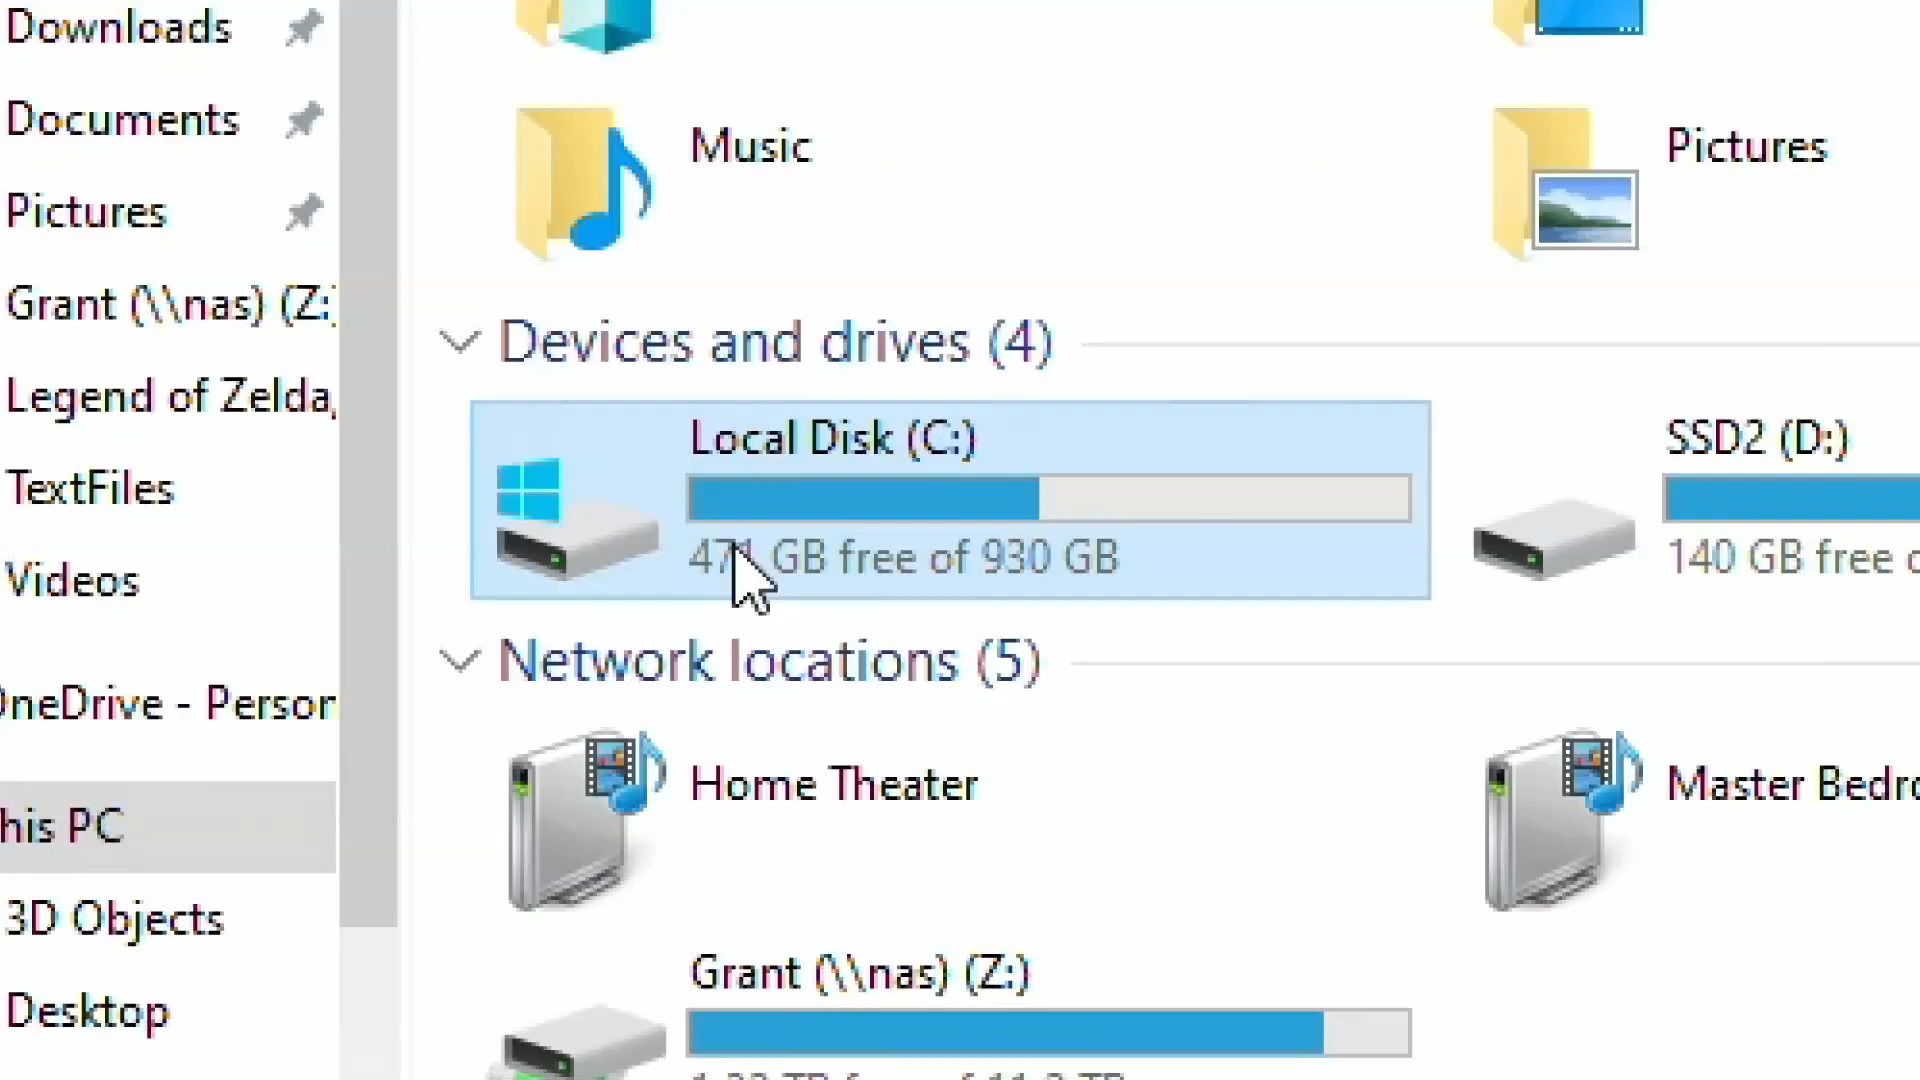 Downloads
Documents
Pictures
Grant (\\nas) (Z:)
Legend of Zelda,
TextFiles
Videos
OneDrive - Person
This PC
3D Objects
Desktop
Music
Pictures
Devices and drives (4)
Local Disk (C:)
471 GB free of 930 GB
SSD2 (D:)
140 GB free
Network locations (5)
Home Theater
Master Bedro
Grant (\\nas) (Z:)